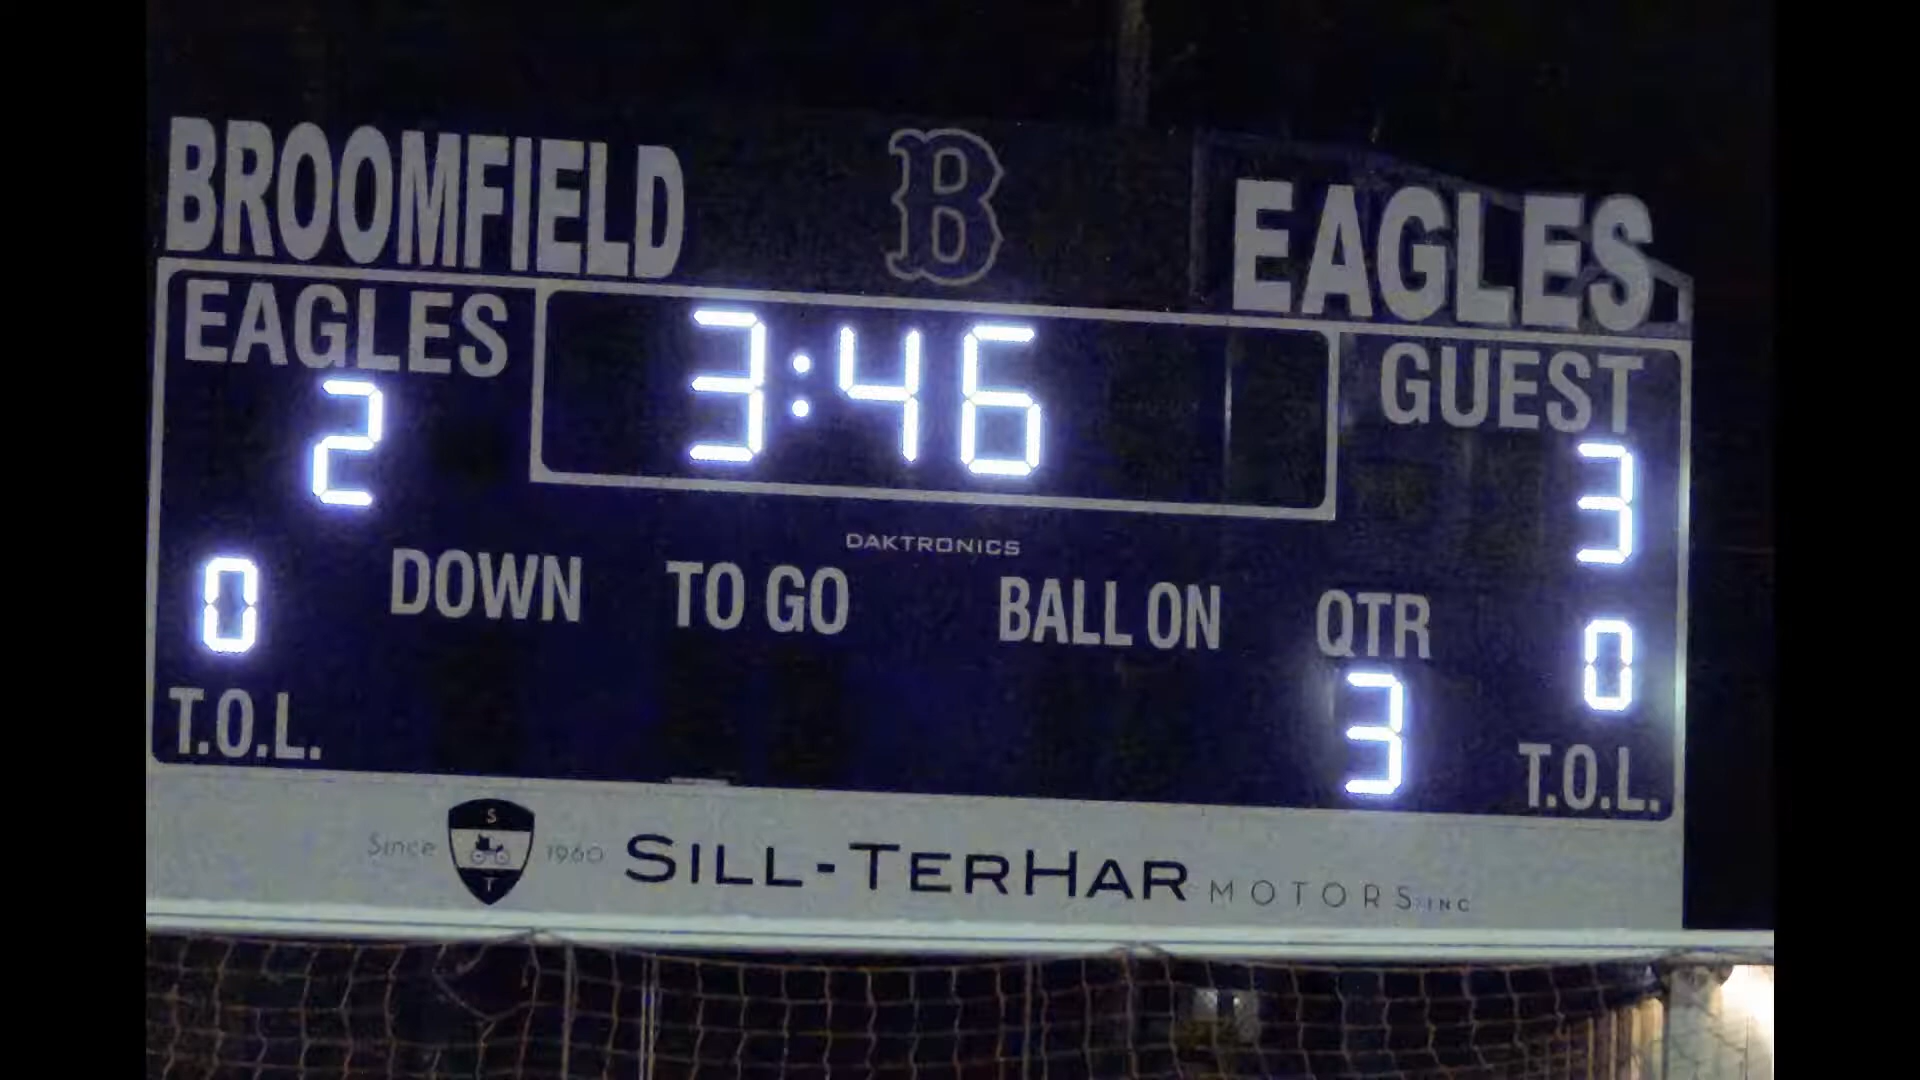 BROOMFIELD B EAGLES
EAGLES 3:46 GUEST
2 3
DAKTRONICS
0 DOWN TO GO BALL ON QTR 0
3
T.O.L. T.O.L.
Since S T 1960 SILL-TERHAR MOTORS INC